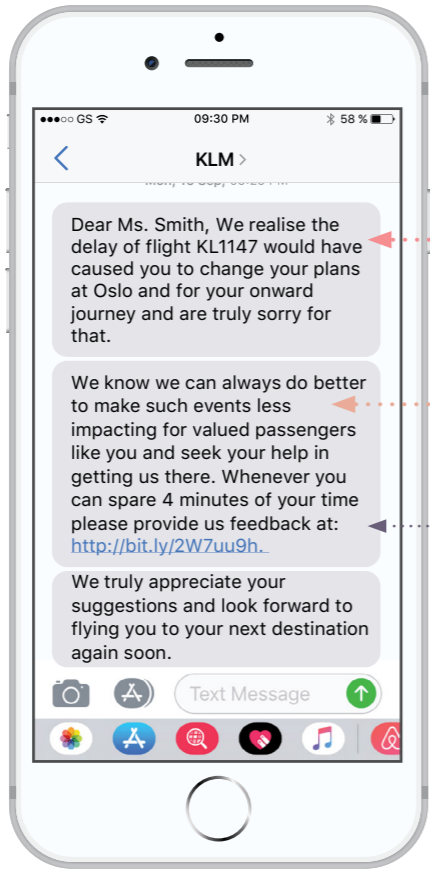 GS 09:30 PM 58 %
KLM >
Dear Ms. Smith, We realise the
delay of flight KL1147 would have
caused you to change your plans
at Oslo and for your onward
journey and are truly sorry for
that.
We know we can always do better
to make such events less
impacting for valued passengers
like you and seek your help in
getting us there. Whenever you
can spare 4 minutes of your time
please provide us feedback at:
http://bit.ly/2W7uu9h.
We truly appreciate your
suggestions and look forward to
flying you to your next destination
again soon.
Text Message